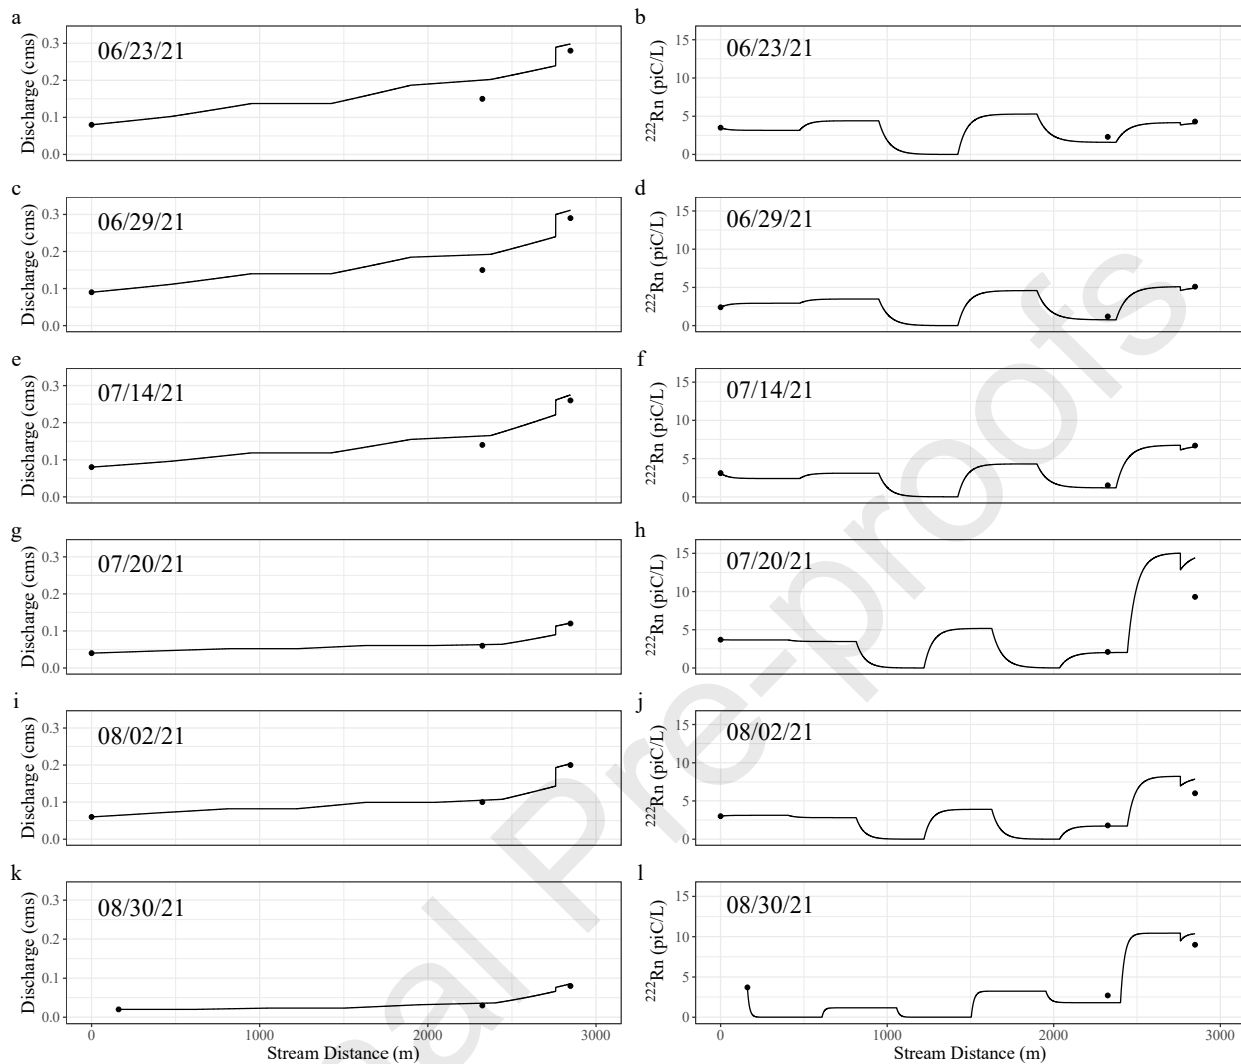 a
Discharge (cms)
0.3
0.2
0.1
0.0
06/23/21
b
²²²Rn (piC/L)
15
10
5
0
06/23/21
c
Discharge (cms)
0.3
0.2
0.1
0.0
06/29/21
d
²²²Rn (piC/L)
15
10
5
0
06/29/21
e
Discharge (cms)
0.3
0.2
0.1
0.0
07/14/21
f
²²²Rn (piC/L)
15
10
5
0
07/14/21
g
Discharge (cms)
0.3
0.2
0.1
0.0
07/20/21
h
²²²Rn (piC/L)
15
10
5
0
07/20/21
i
Discharge (cms)
0.3
0.2
0.1
0.0
08/02/21
j
²²²Rn (piC/L)
15
10
5
0
08/02/21
k
Discharge (cms)
0.3
0.2
0.1
0.0
08/30/21
0 1000 2000 3000
Stream Distance (m)
l
²²²Rn (piC/L)
15
10
5
0
08/30/21
0 1000 2000 3000
Stream Distance (m)
al Pre-proofs